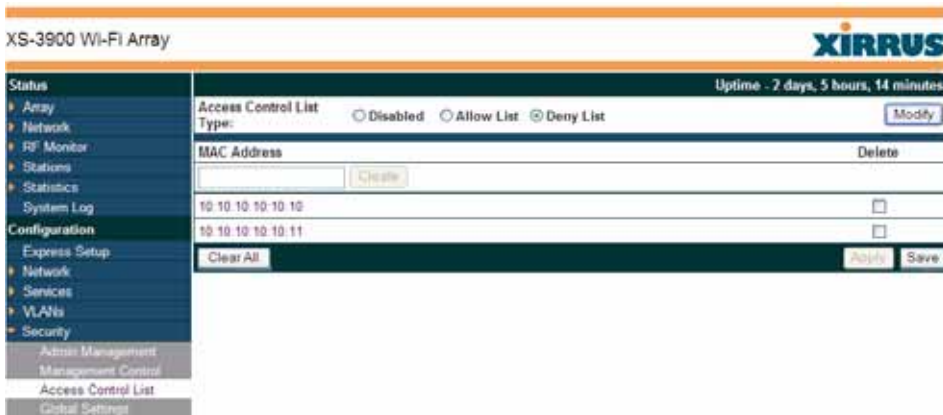 XS-3900 Wi-Fi Array
XIRRUS
Status
Uptime - 2 days, 5 hours, 14 minutes
Array
Network
RF Monitor
Stations
Statistics
System Log
Access Control List Type:
Disabled
Allow List
Deny List
Modify
MAC Address
Delete
Create
10:10:10:10:10:10
10:10:10:10:10:11
Clear All
Apply
Save
Configuration
Express Setup
Network
Services
VLANs
Security
Admin Management
Management Control
Access Control List
Global Settings